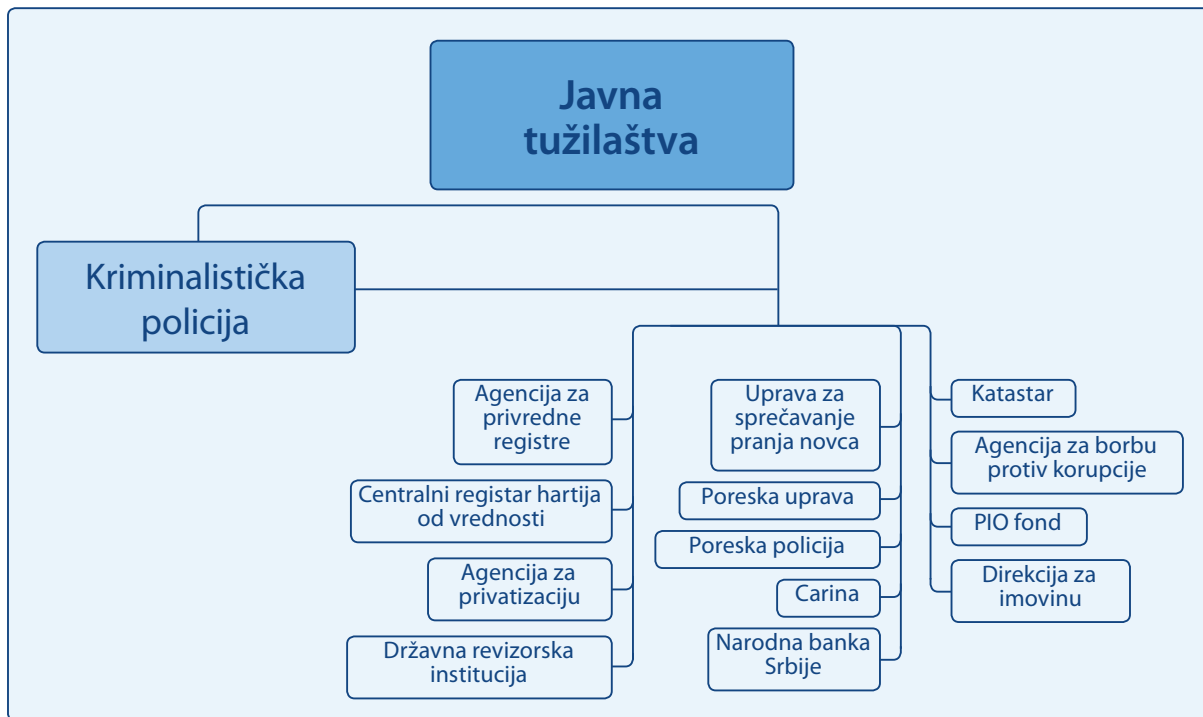 Javna
tužilaštva
Kriminalistička
policija
Agencija za
privredne
registre
Centralni registar hartija
od vrednosti
Agencija za
privatizaciju
Državna revizorska
institucija
Uprava za
sprečavanje
pranja novca
Poreska uprava
Poreska policija
Carina
Narodna banka
Srbije
Katastar
Agencija za borbu
protiv korupcije
PIO fond
Direkcija za
imovinu